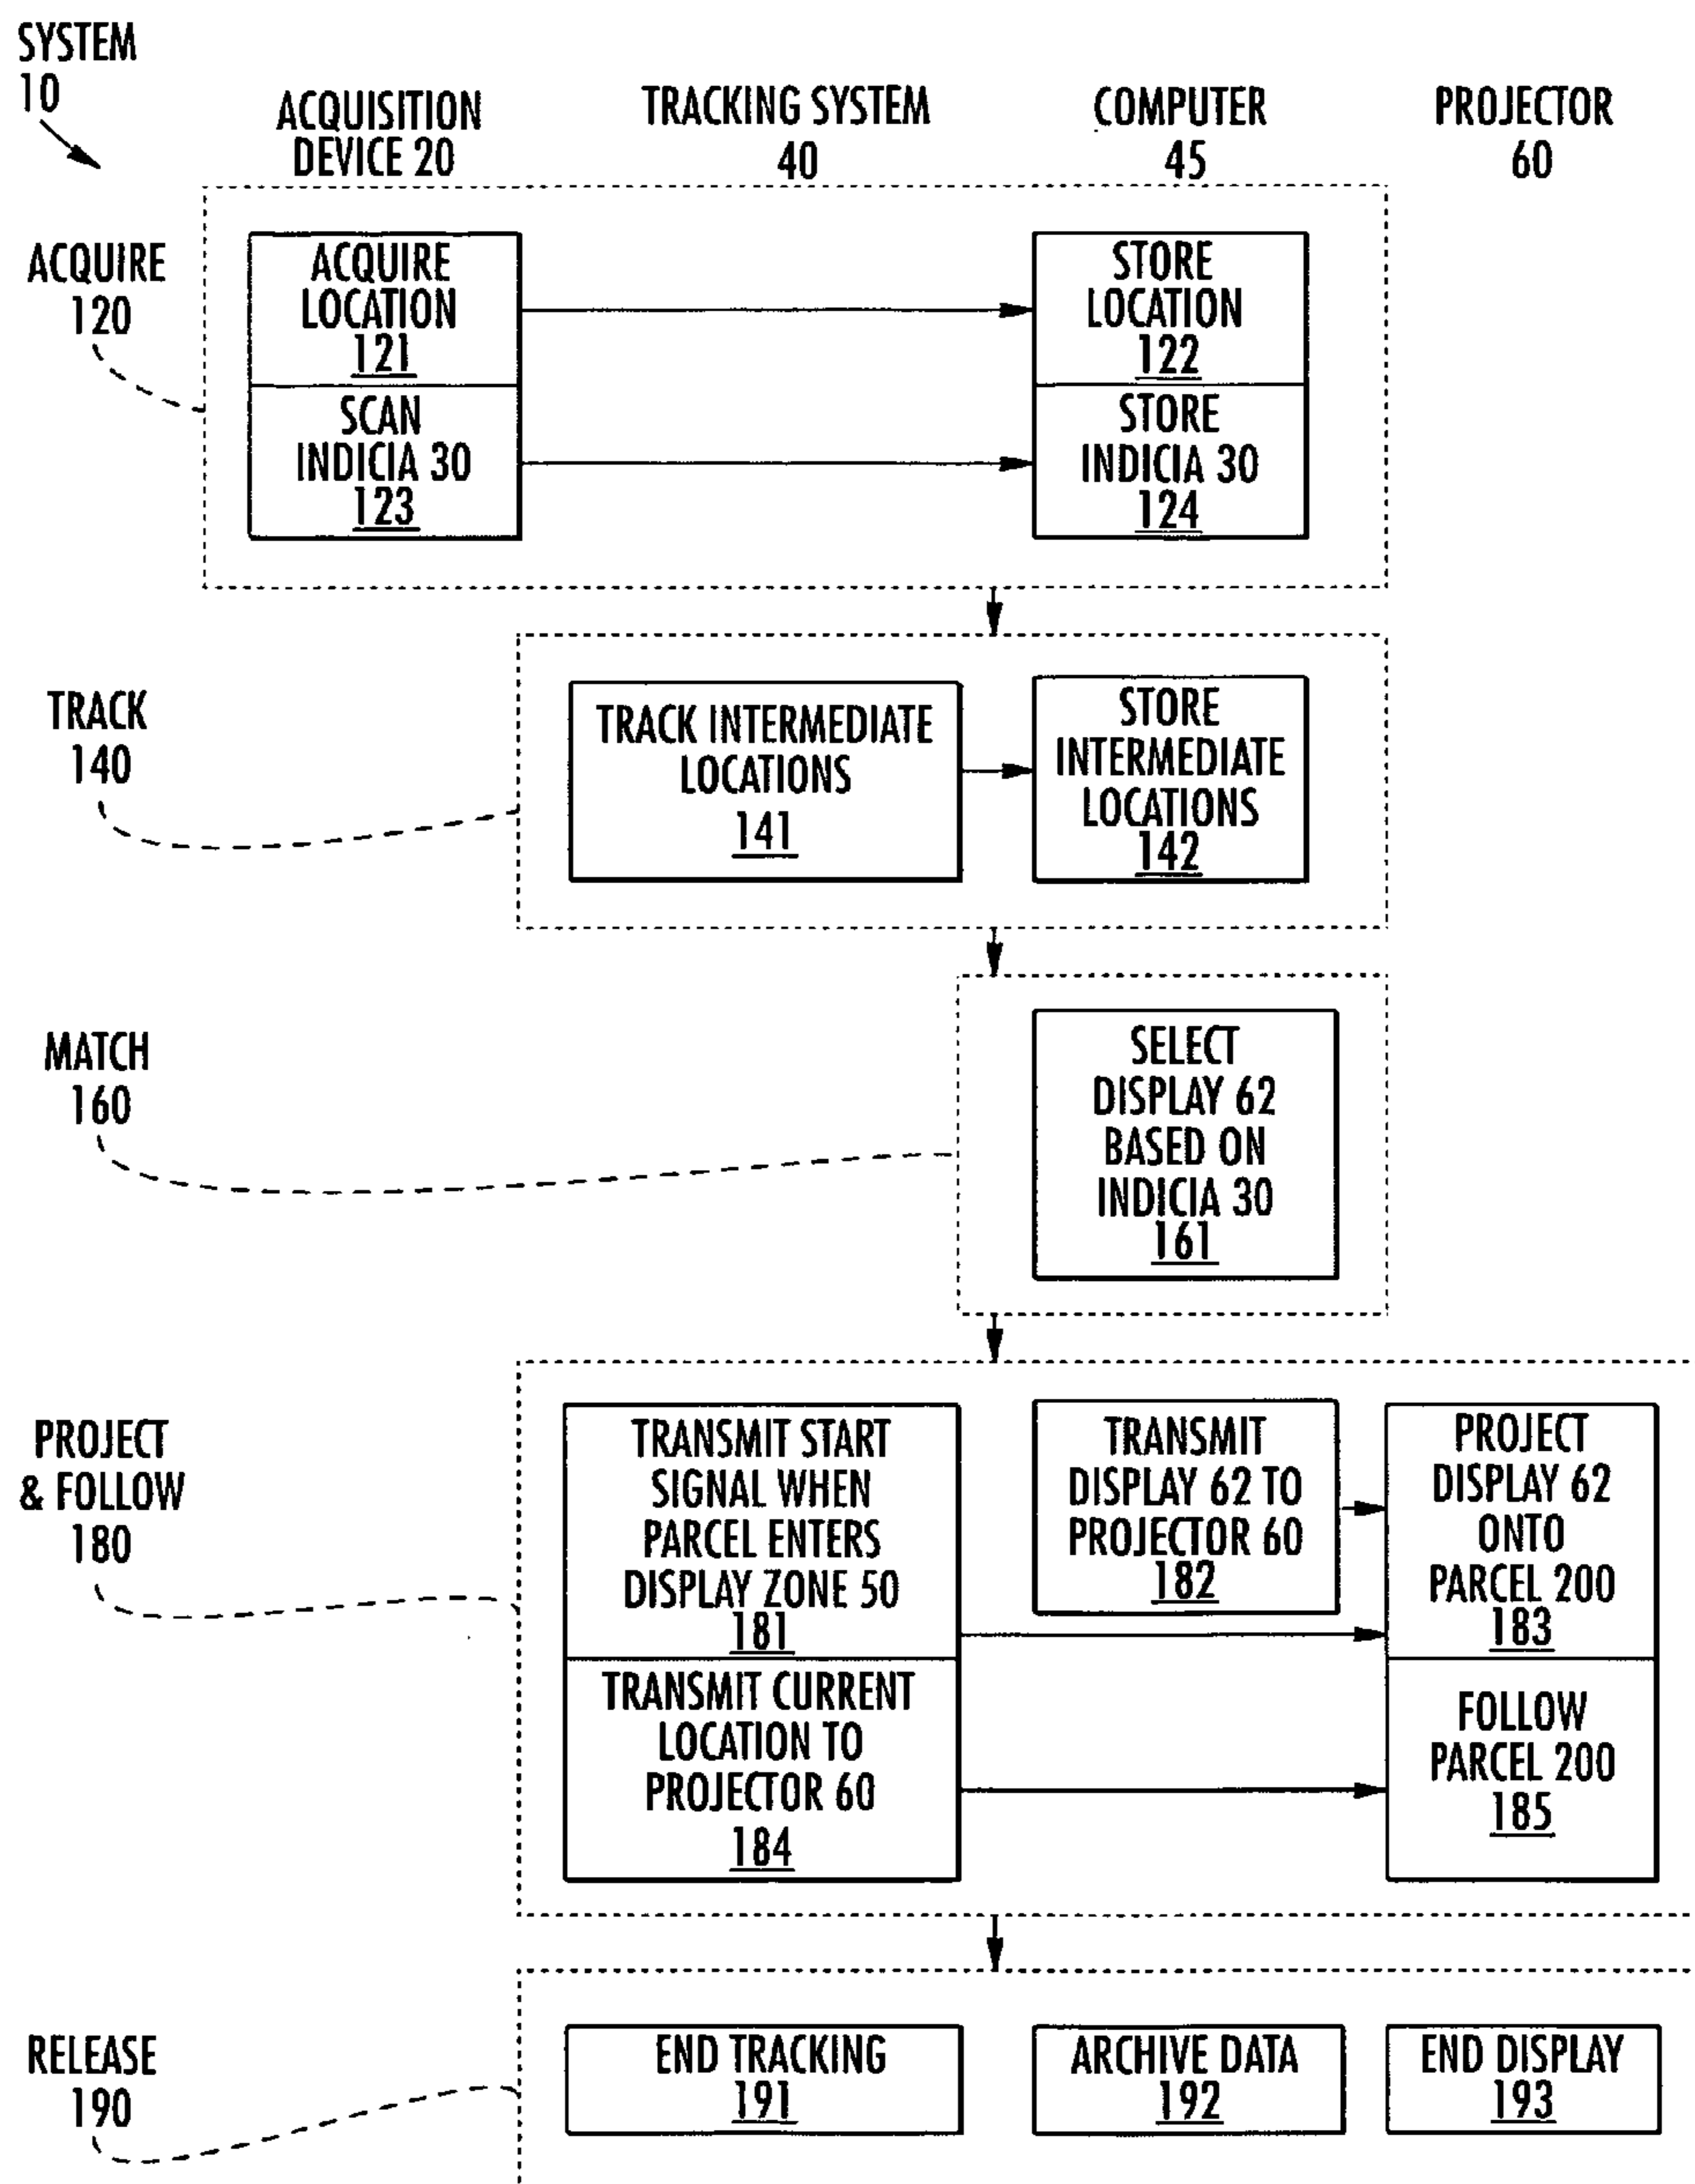 SYSTEM
10
ACQUISITION
DEVICE 20
TRACKING SYSTEM
40
COMPUTER
45
PROJECTOR
60
ACQUIRE
120
ACQUIRE
LOCATION
121
STORE
LOCATION
122
SCAN
INDICIA 30
123
STORE
INDICIA 30
124
TRACK
140
TRACK INTERMEDIATE
LOCATIONS
141
STORE
INTERMEDIATE
LOCATIONS
142
MATCH
160
SELECT
DISPLAY 62
BASED ON
INDICIA 30
161
PROJECT
& FOLLOW
180
TRANSMIT START
SIGNAL WHEN
PARCEL ENTERS
DISPLAY ZONE 50
181
TRANSMIT
DISPLAY 62 TO
PROJECTOR 60
182
PROJECT
DISPLAY 62
ONTO
PARCEL 200
183
TRANSMIT CURRENT
LOCATION TO
PROJECTOR 60
184
FOLLOW
PARCEL 200
185
RELEASE
190
END TRACKING
191
ARCHIVE DATA
192
END DISPLAY
193